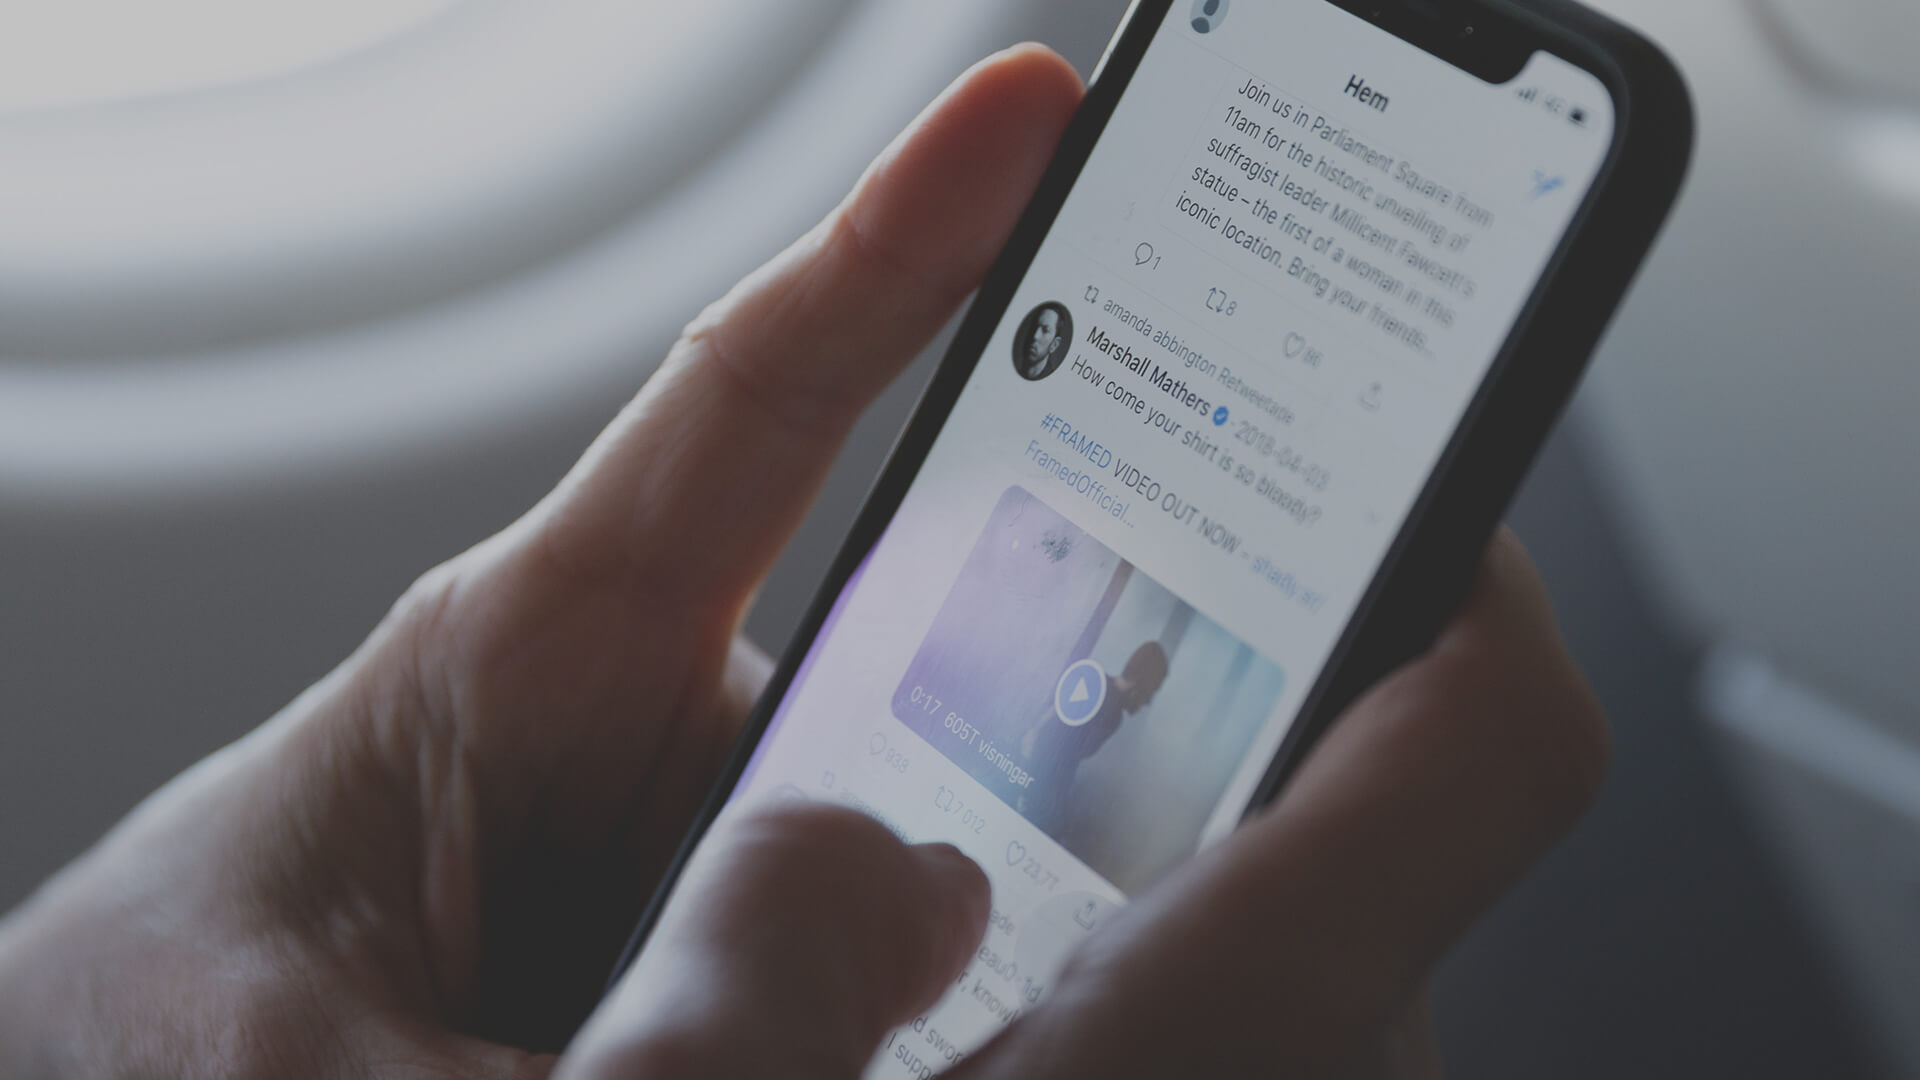 Hem
Join us in Parliament Square from
11am for the historic unveiling of
suffragist leader Millicent Fawcett's
statue – the first of a woman in this
iconic location. Bring your friends...
1
8
86
amanda abbington Retweetade
Marshall Mathers · 2018-04-03
How come your shirt is so bloody?
#FRAMED VIDEO OUT NOW -
FramedOfficial...
0:17 605T visningar
938
7 012
23,7T